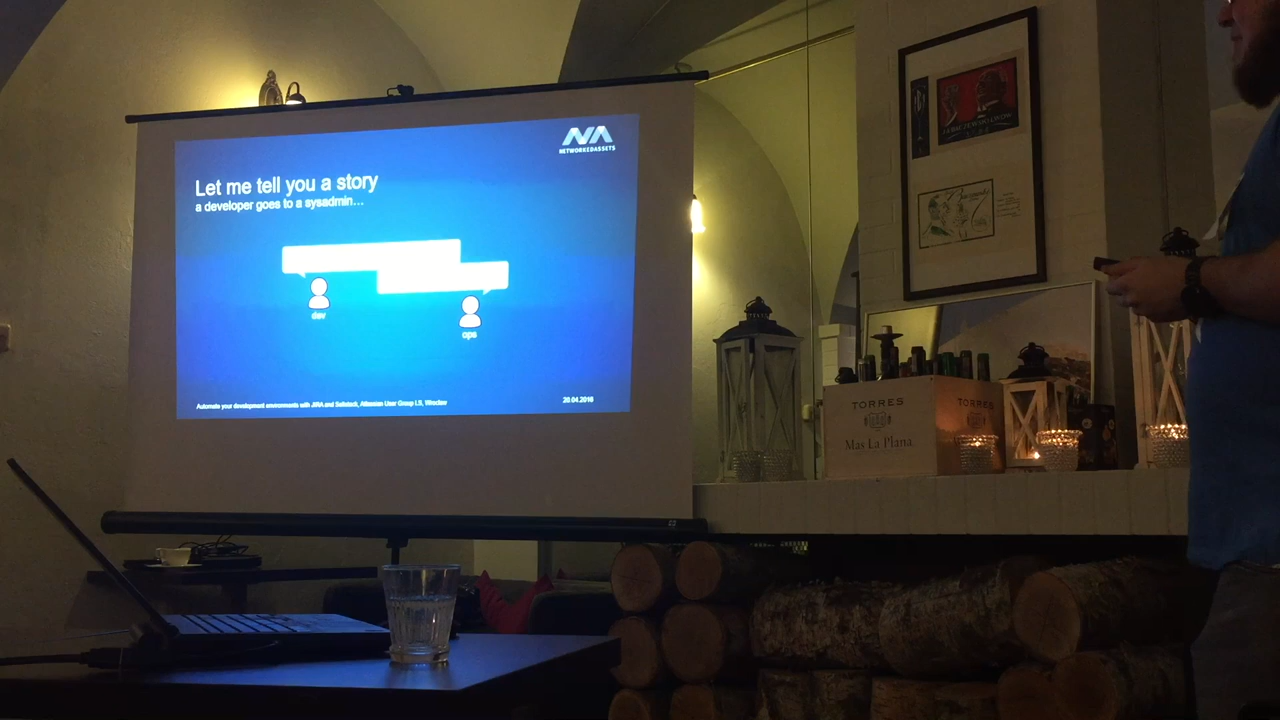 NETWORKEDASSETS
Let me tell you a story
a developer goes to a sysadmin...
dev
ops
Automate your development environments with JIRA and Saltstack, Atlassian User Group LS, Wrocław
20.04.2016
TORRES
Mas La Plana
TORRES